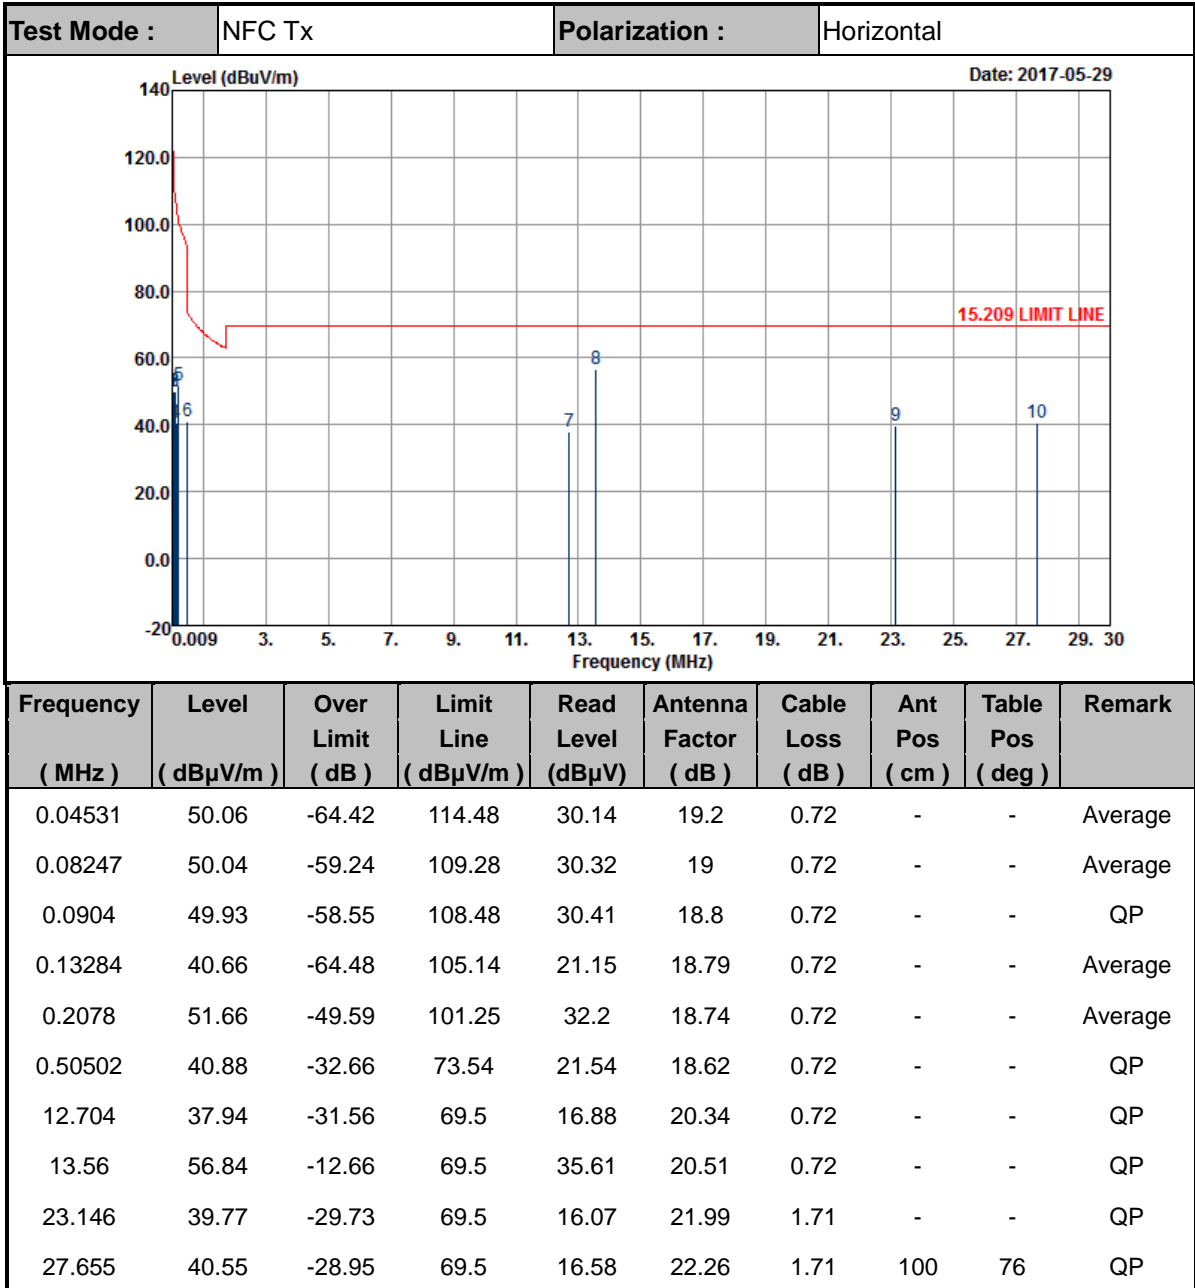 Test Mode : NFC Tx Polarization : Horizontal
Level (dBuV/m) Date: 2017-05-29
140
120.0
100.0
80.0
15.209 LIMIT LINE
60.0
8
5
6
40.0
7
9
10
20.0
0.0
-20
0.009 3. 5. 7. 9. 11. 13. 15. 17. 19. 21. 23. 25. 27. 29. 30
Frequency (MHz)
Frequency Level Over Limit Read Antenna Cable Ant Table Remark
Limit Line Level Factor Loss Pos Pos
( MHz ) ( dBµV/m ) ( dB ) ( dBµV/m ) (dBµV) ( dB ) ( dB ) ( cm ) ( deg )
0.04531 50.06 -64.42 114.48 30.14 19.2 0.72 - - Average
0.08247 50.04 -59.24 109.28 30.32 19 0.72 - - Average
0.0904 49.93 -58.55 108.48 30.41 18.8 0.72 - - QP
0.13284 40.66 -64.48 105.14 21.15 18.79 0.72 - - Average
0.2078 51.66 -49.59 101.25 32.2 18.74 0.72 - - Average
0.50502 40.88 -32.66 73.54 21.54 18.62 0.72 - - QP
12.704 37.94 -31.56 69.5 16.88 20.34 0.72 - - QP
13.56 56.84 -12.66 69.5 35.61 20.51 0.72 - - QP
23.146 39.77 -29.73 69.5 16.07 21.99 1.71 - - QP
27.655 40.55 -28.95 69.5 16.58 22.26 1.71 100 76 QP